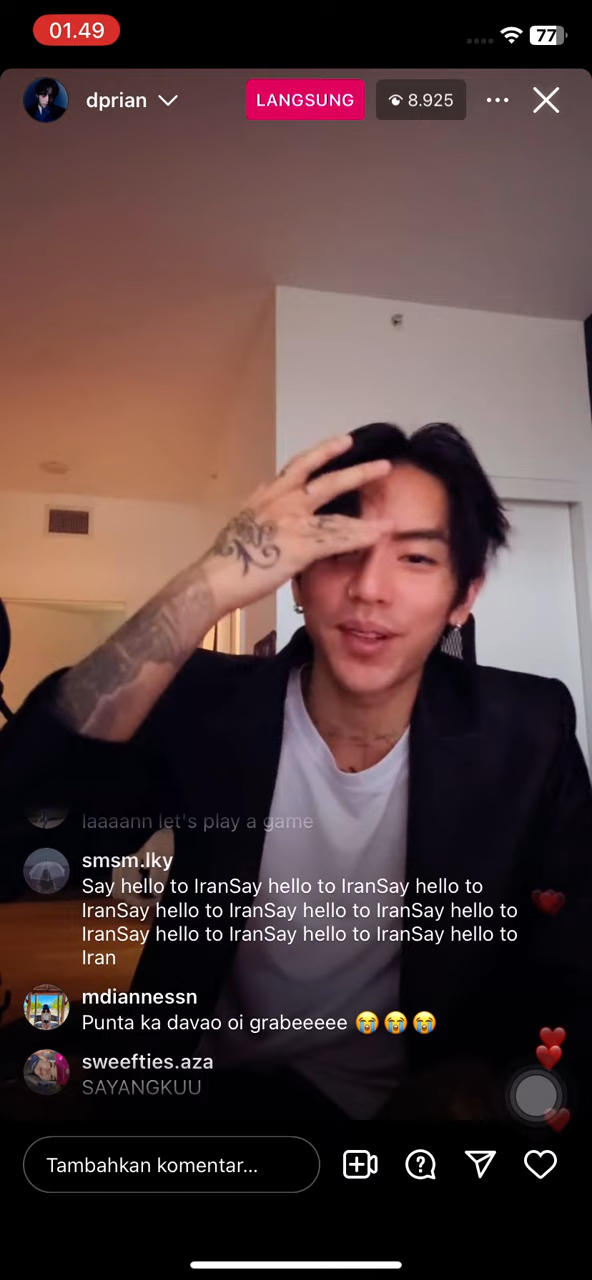 01.49
77
dprian
LANGSUNG
8.925
laaaann let's play a game
smsm.lky
Say hello to IranSay hello to IranSay hello to
IranSay hello to IranSay hello to IranSay hello to
IranSay hello to IranSay hello to IranSay hello to
Iran
mdiannessn
Punta ka davao oi grabeeeee 😭😭😭
sweefties.aza
SAYANGKUU
Tambahkan komentar...